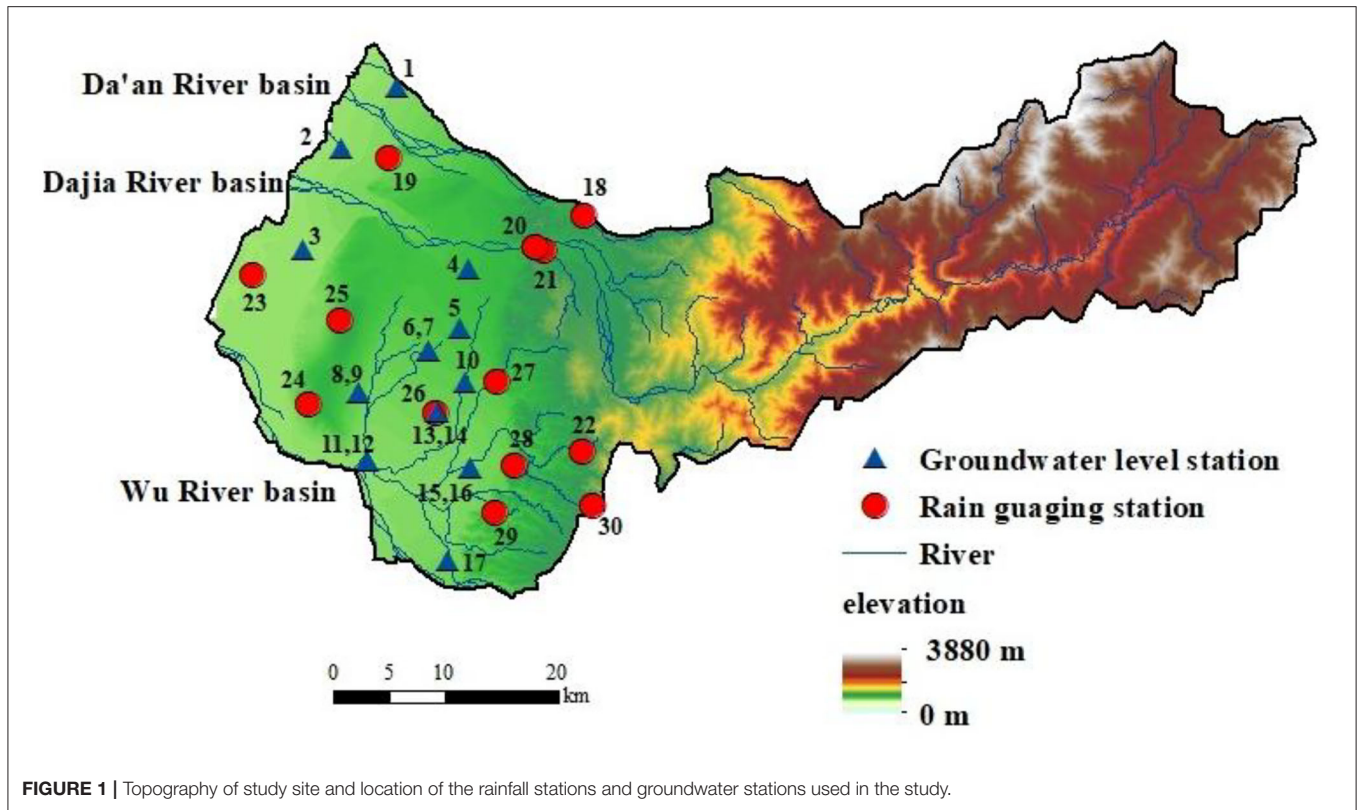 Da'an River basin
1
2
19
Dajia River basin
18
20
21
3
4
23
25
5
6,7
10
27
8,9
24
26
13,14
22
28
11,12
Wu River basin
15,16
30
29
17
Groundwater level station
Rain guaging station
River
elevation
3880 m
0 m
0 5 10 20
km
FIGURE 1 | Topography of study site and location of the rainfall stations and groundwater stations used in the study.